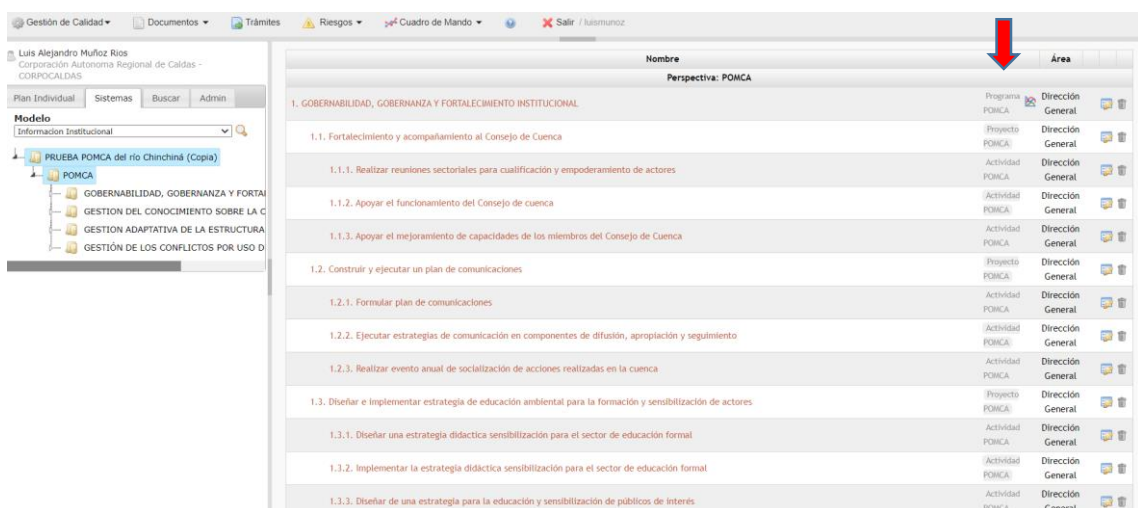 Gestión de Calidad Documentos Trámites Riesgos Cuadro de Mando Salir / luismunoz
Luis Alejandro Muñoz Rios
Corporación Autonoma Regional de Caldas -
CORPOCALDAS
Plan Individual Sistemas Buscar Admin
Modelo
Informacion Institucional
PRUEBA POMCA del río Chinchiná (Copia)
POMCA
GOBERNABILIDAD, GOBERNANZA Y FORTAL
GESTION DEL CONOCIMIENTO SOBRE LA C
GESTION ADAPTATIVA DE LA ESTRUCTURA
GESTIÓN DE LOS CONFLICTOS POR USO D
Nombre Área
Perspectiva: POMCA
1. GOBERNABILIDAD, GOBERNANZA Y FORTALECIMIENTO INSTITUCIONAL Programa Dirección
POMCA General
1.1. Fortalecimiento y acompañamiento al Consejo de Cuenca Proyecto Dirección
POMCA General
1.1.1. Realizar reuniones sectoriales para cualificación y empoderamiento de actores Actividad Dirección
POMCA General
1.1.2. Apoyar el funcionamiento del Consejo de cuenca Actividad Dirección
POMCA General
1.1.3. Apoyar el mejoramiento de capacidades de los miembros del Consejo de Cuenca Actividad Dirección
POMCA General
1.2. Construir y ejecutar un plan de comunicaciones Proyecto Dirección
POMCA General
1.2.1. Formular plan de comunicaciones Actividad Dirección
POMCA General
1.2.2. Ejecutar estrategias de comunicación en componentes de difusión, apropiación y seguimiento Actividad Dirección
POMCA General
1.2.3. Realizar evento anual de socialización de acciones realizadas en la cuenca Actividad Dirección
POMCA General
1.3. Diseñar e implementar estrategia de educación ambiental para la formación y sensibilización de actores Proyecto Dirección
POMCA General
1.3.1. Diseñar una estrategia didactica sensibilización para el sector de educación formal Actividad Dirección
POMCA General
1.3.2. Implementar la estrategia didáctica sensibilización para el sector de educación formal Actividad Dirección
POMCA General
1.3.3. Diseñar de una estrategia para la educación y sensibilización de públicos de interés Actividad Dirección
POMCA General